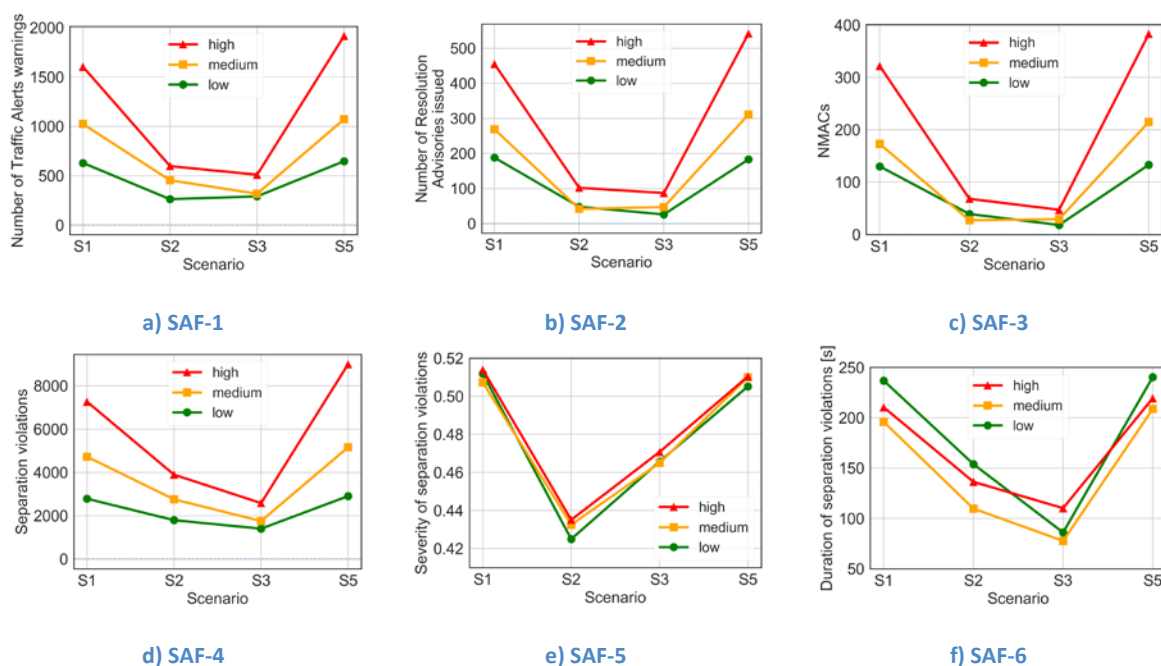 Number of Traffic Alerts warnings
2000
1500
1000
500
0
high
medium
low
S1 S2 S3 S5
Scenario
a) SAF-1
Number of Resolution
Advisories issued
500
400
300
200
100
0
high
medium
low
S1 S2 S3 S5
Scenario
b) SAF-2
NMACs
400
300
200
100
0
high
medium
low
S1 S2 S3 S5
Scenario
c) SAF-3
Separation violations
8000
6000
4000
2000
0
high
medium
low
S1 S2 S3 S5
Scenario
d) SAF-4
Severity of separation violations
0.52
0.50
0.48
0.46
0.44
0.42
high
medium
low
S1 S2 S3 S5
Scenario
e) SAF-5
Duration of separation violations [s]
250
200
150
100
50
high
medium
low
S1 S2 S3 S5
Scenario
f) SAF-6